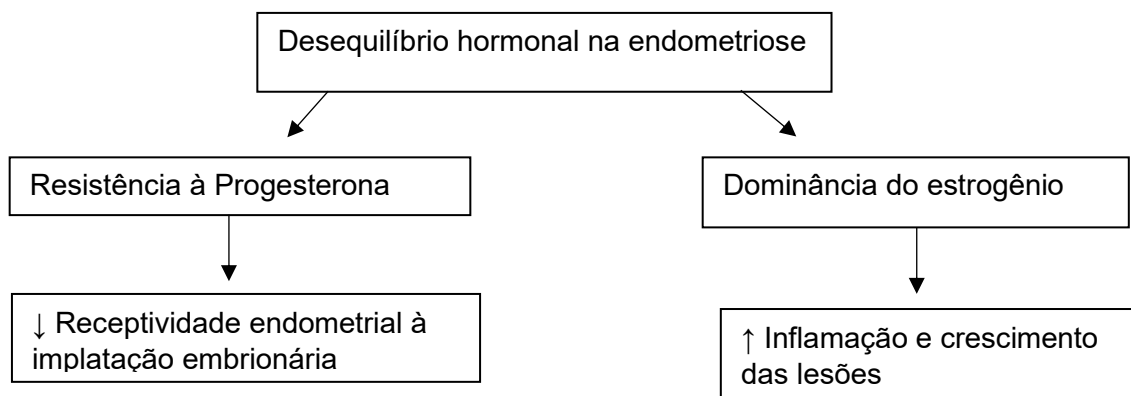 Desequilíbrio hormonal na endometriose
Resistência à Progesterona
Dominância do estrogênio
↓ Receptividade endometrial à
implatação embrionária
↑ Inflamação e crescimento
das lesões